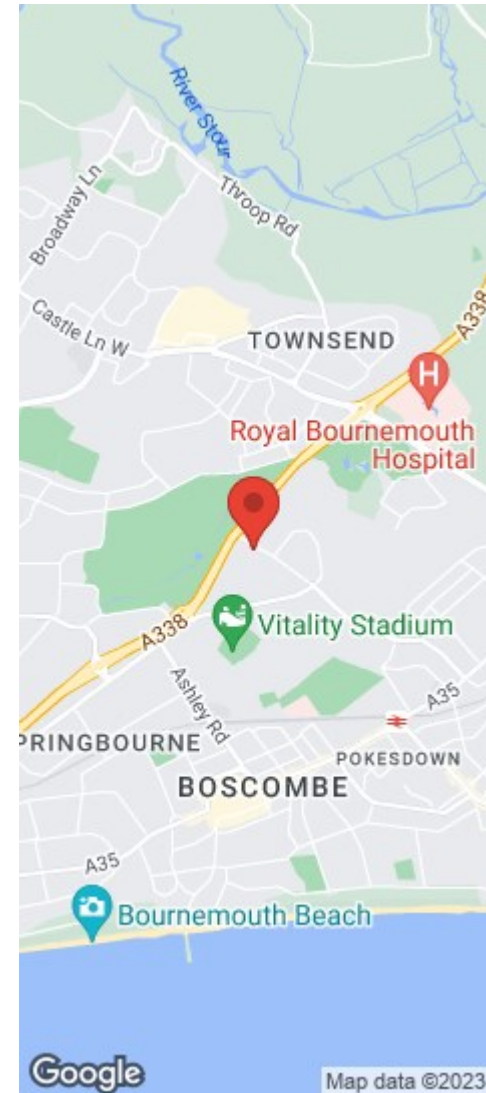 River Stour
Throop Rd
Broadway Ln
Castle Ln W
TOWNSEND
A338
H
Royal Bournemouth
Hospital
Vitality Stadium
A338
Ashley Rd
A35
PRINGBOURNE
POKESDOWN
BOSCOMBE
A35
Bournemouth Beach
Google
Map data ©2023